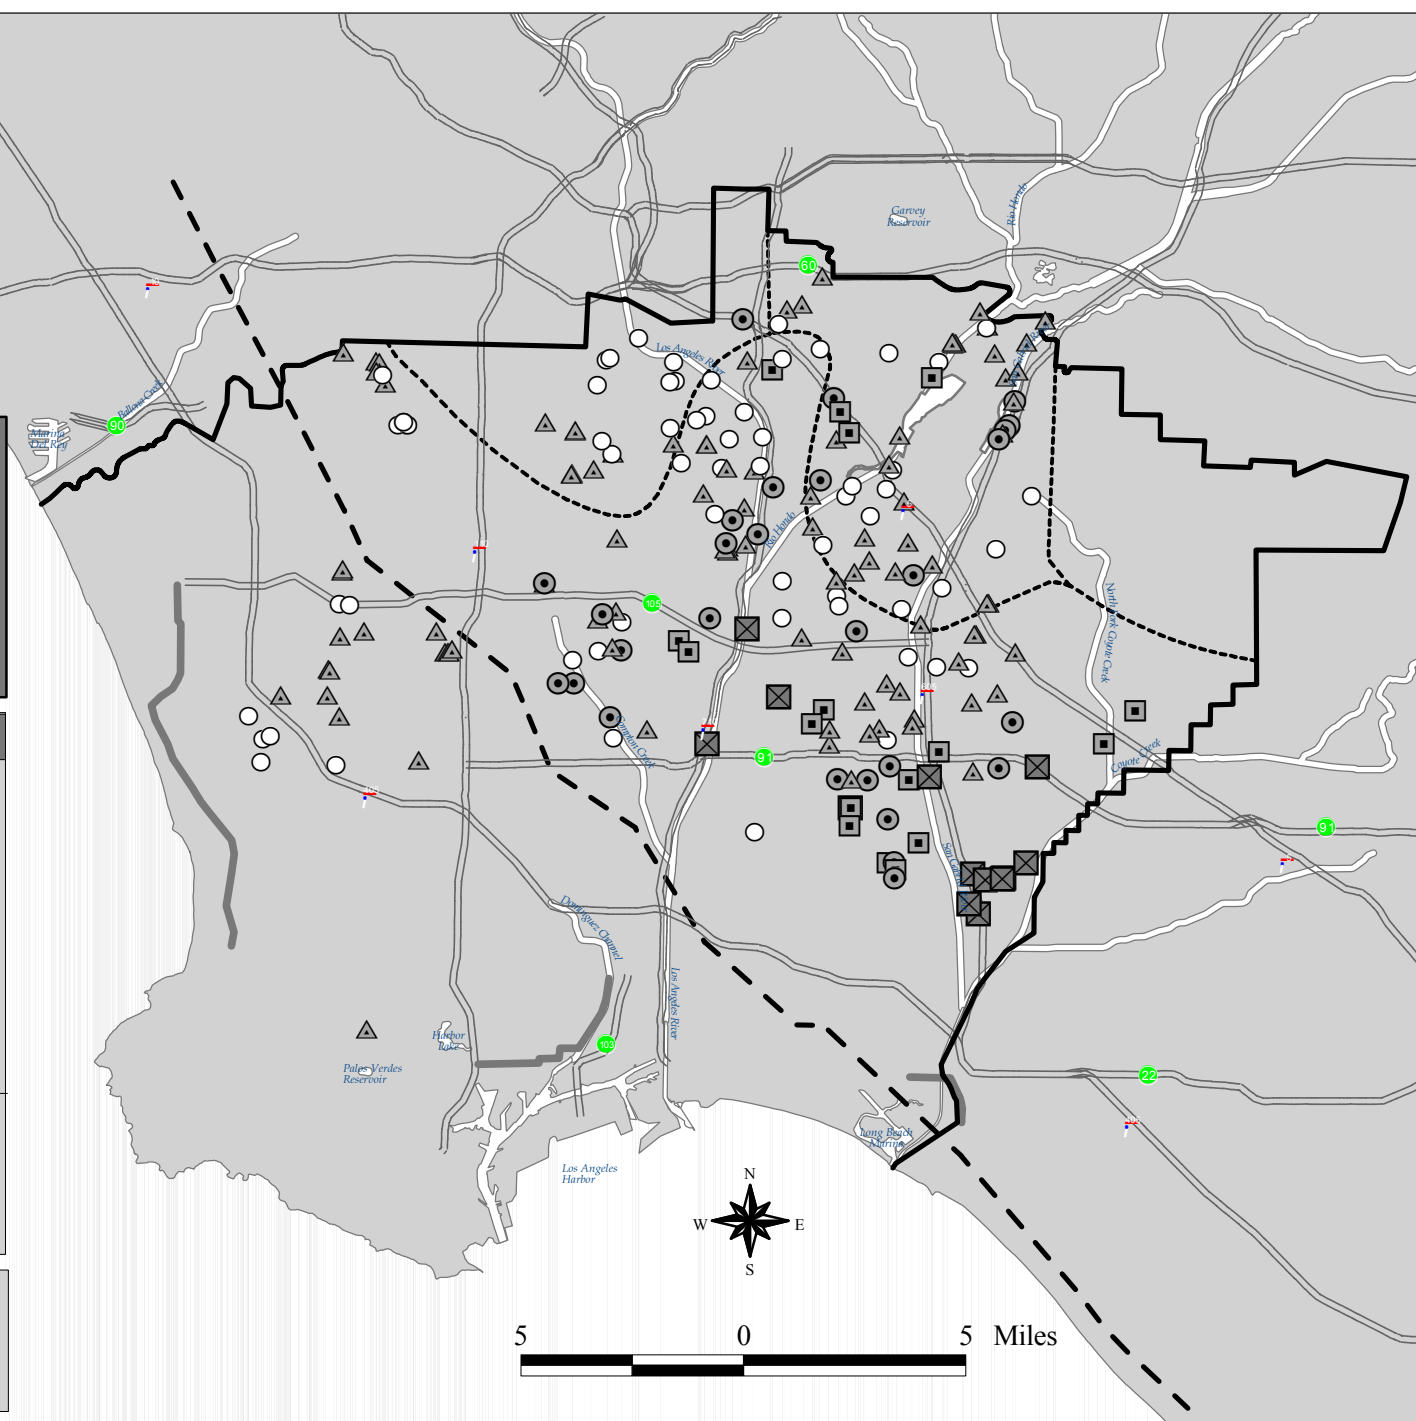 Garvey
Reservoir
Rio Hondo
60
Los Angeles River
Ballona Creek
90
Marina
Del Rey
Rio Hondo
105
North Fork Coyote Creek
Compton Creek
91
Coyote Creek
91
Dominguez Channel
Los Angeles River
Harbor
Lake
103
Palos Verdes
Reservoir
22
Long Beach
Marina
Los Angeles
Harbor
N
W
E
S
5
0
5 Miles